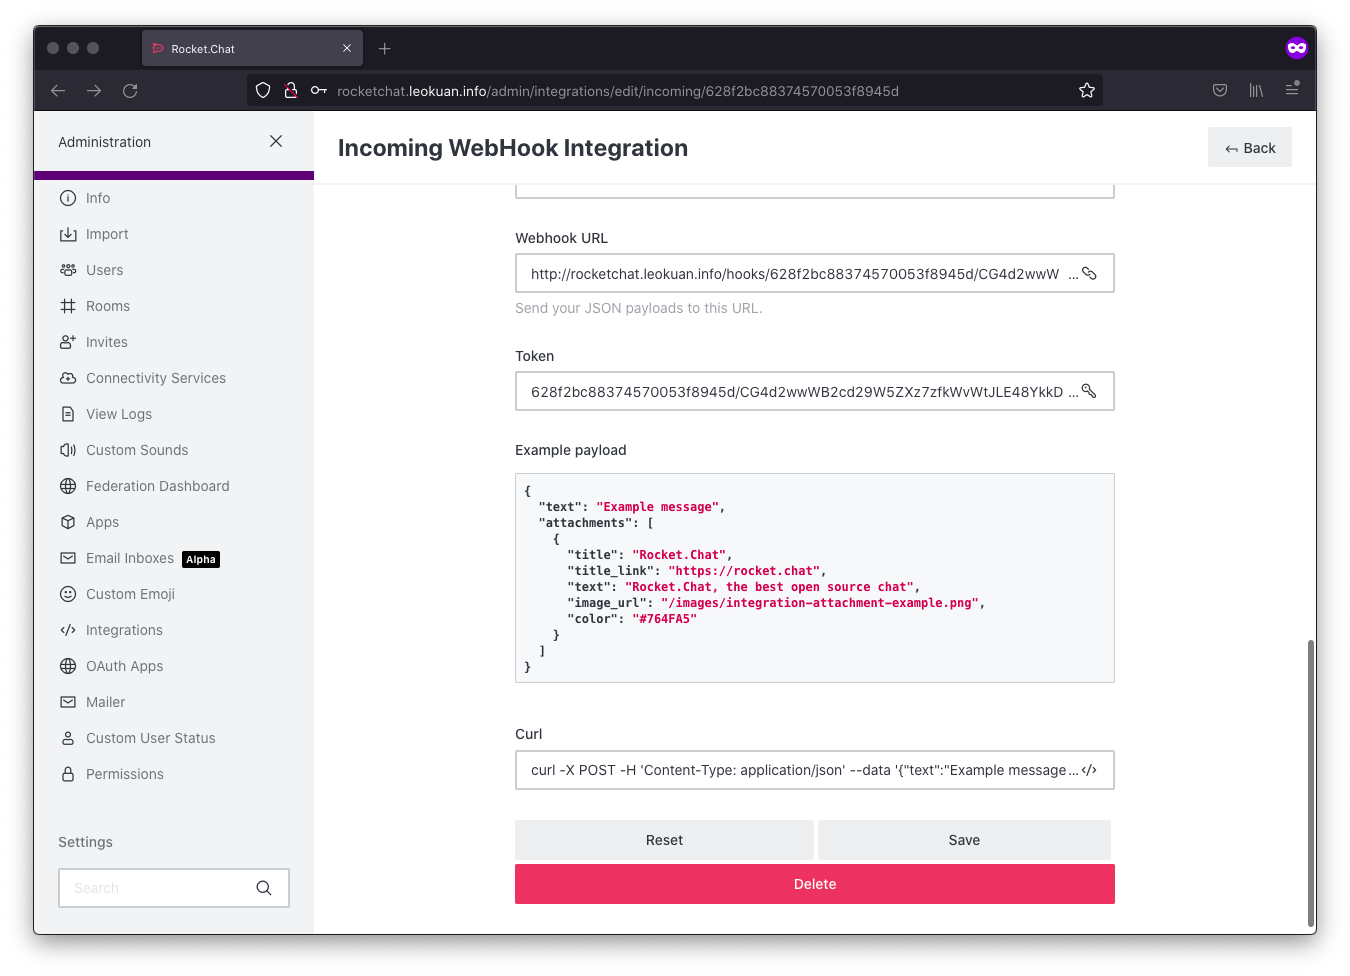 Rocket.Chat
rocketchat.leokuan.info/admin/integrations/edit/incoming/628f2bc88374570053f8945d
Administration
Info
Import
Users
Rooms
Invites
Connectivity Services
View Logs
Custom Sounds
Federation Dashboard
Apps
Email Inboxes Alpha
Custom Emoji
Integrations
OAuth Apps
Mailer
Custom User Status
Permissions
Settings
Search
Incoming WebHook Integration
Back
Webhook URL
http://rocketchat.leokuan.info/hooks/628f2bc88374570053f8945d/CG4d2wwW ...
Send your JSON payloads to this URL.
Token
628f2bc88374570053f8945d/CG4d2wwWB2cd29W5ZXz7zfkWvWtJLE48YkkD ...
Example payload
{
"text": "Example message",
"attachments": [
{
"title": "Rocket.Chat",
"title_link": "https://rocket.chat",
"text": "Rocket.Chat, the best open source chat",
"image_url": "/images/integration-attachment-example.png",
"color": "#764FA5"
}
]
}
Curl
curl -X POST -H 'Content-Type: application/json' --data '{"text":"Example message...
Reset
Save
Delete